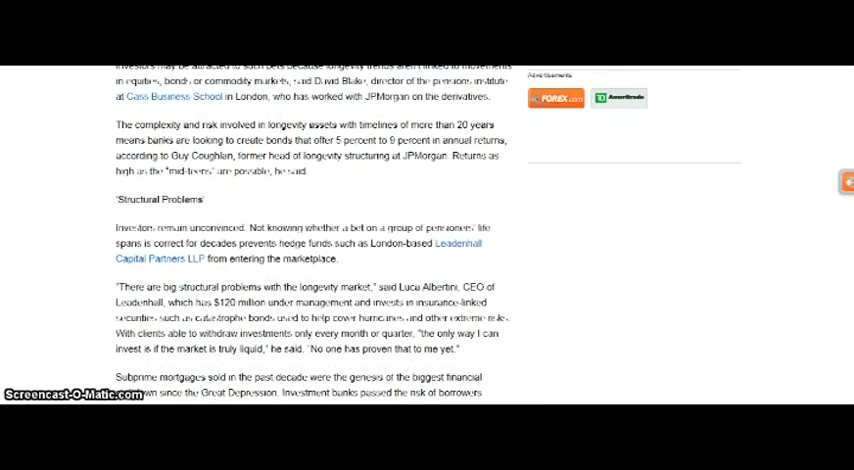 investors may be attracted to such bets because longevity trends aren't linked to movements
in equities, bonds or commodity markets, said David Blake, director of the pensions institute
at Cass Business School in London, who has worked with JPMorgan on the derivatives.
The complexity and risk involved in longevity assets with timelines of more than 20 years
means banks are looking to create bonds that offer 5 percent to 9 percent in annual returns,
according to Guy Coughlan, former head of longevity structuring at JPMorgan. Returns as
high as the "mid-teens" are possible, he said.
'Structural Problems'
Investors remain unconvinced. Not knowing whether a bet on a group of pensioners' life
spans is correct for decades prevents hedge funds such as London-based Leadenhall
Capital Partners LLP from entering the marketplace.
"There are big structural problems with the longevity market," said Luca Albertini, CEO of
Leadenhall, which has $120 million under management and invests in insurance-linked
securities such as catastrophe bonds used to help cover hurricanes and other extreme risks.
With clients able to withdraw investments only every month or quarter, "the only way I can
invest is if the market is truly liquid," he said. "No one has proven that to me yet."
Subprime mortgages sold in the past decade were the genesis of the biggest financial
since the Great Depression. Investment banks passed the risk of borrowers
Advertisements
FOREX.com
TD Ameritrade
Screencast-O-Matic.com